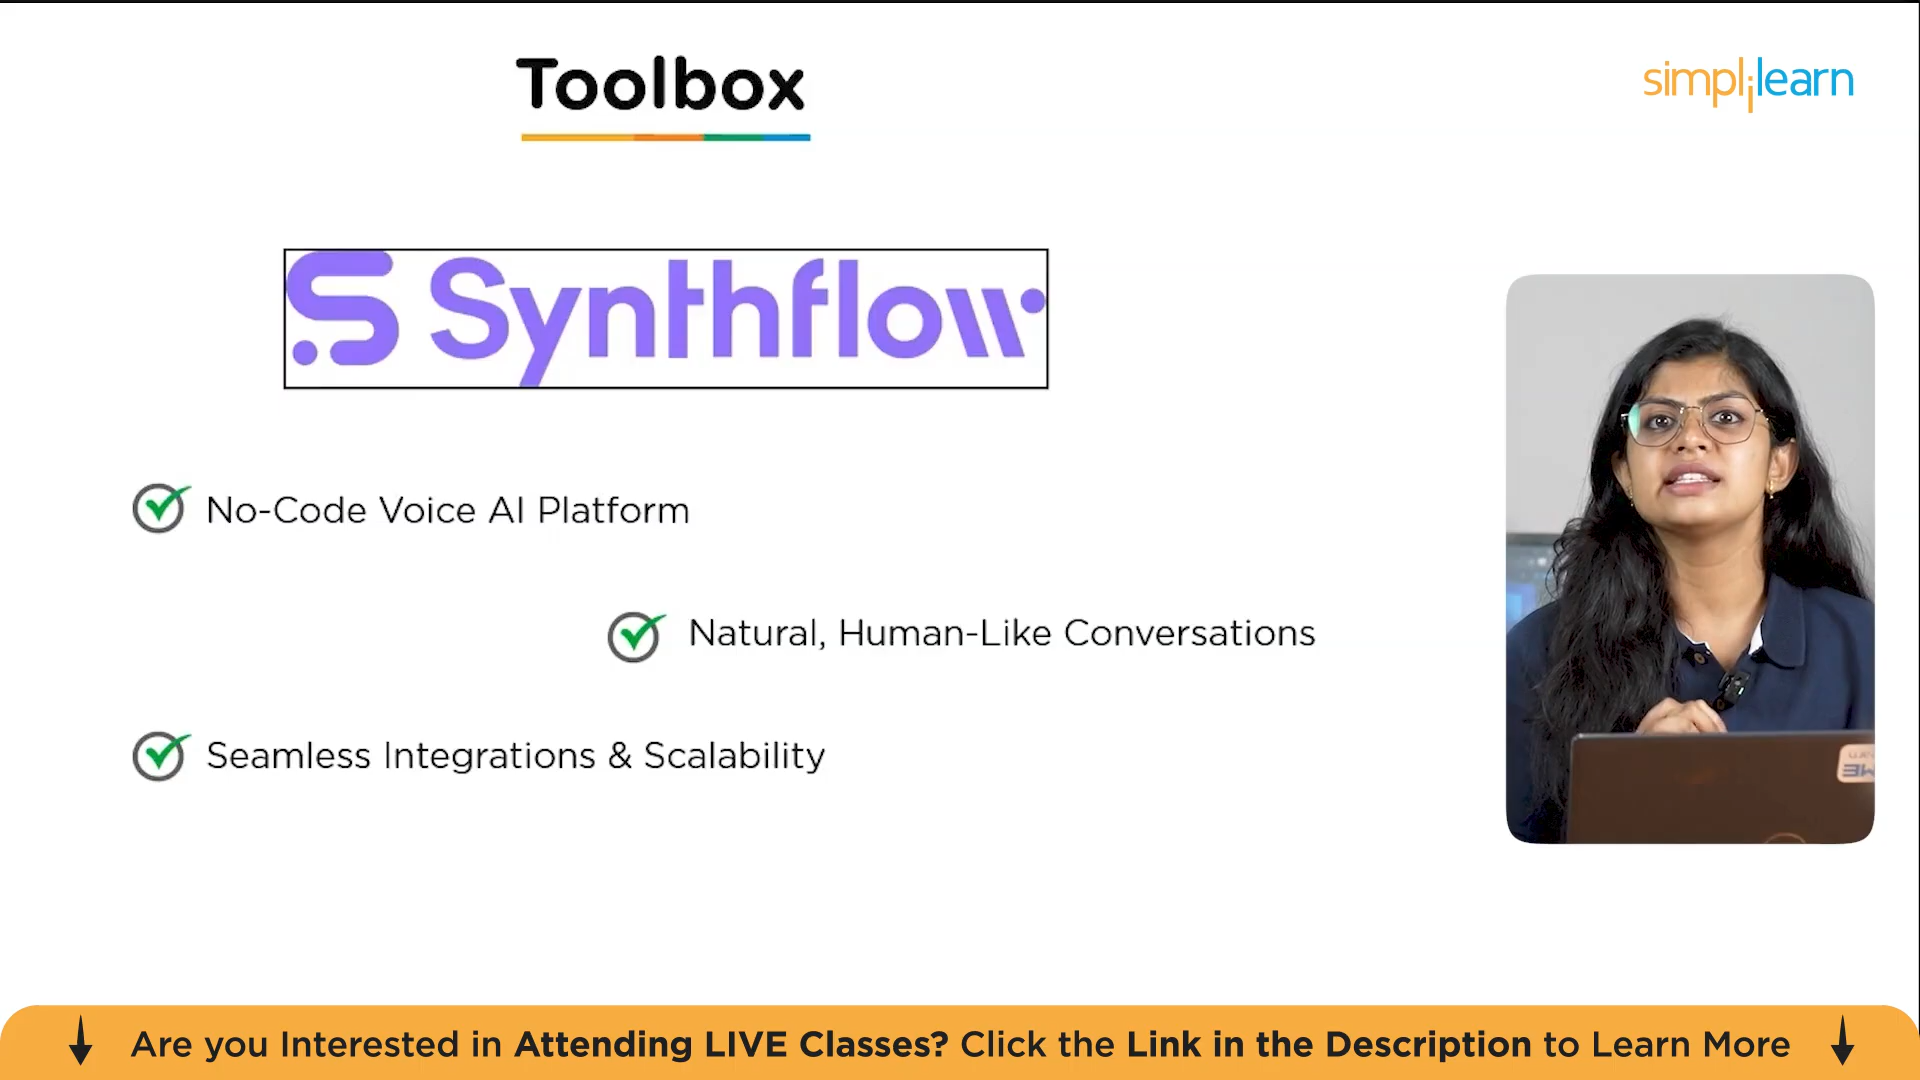 Toolbox
simplilearn
Synthflow
No-Code Voice AI Platform
Natural, Human-Like Conversations
Seamless Integrations & Scalability
Are you Interested in Attending LIVE Classes? Click the Link in the Description to Learn More